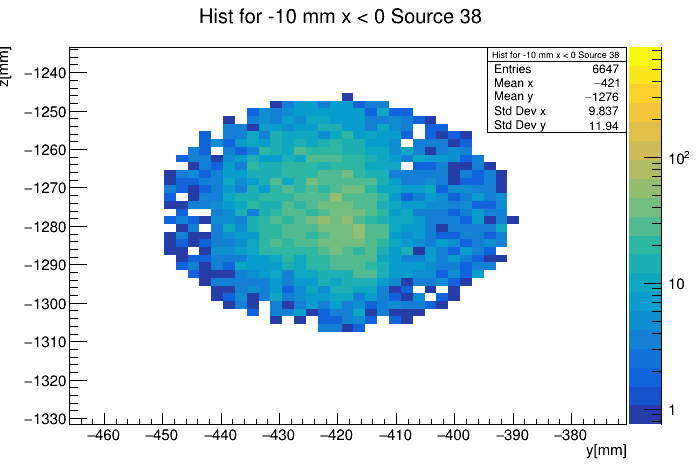 Hist for -10 mm x < 0 Source 38
z[mm]
Hist for -10 mm x < 0 Source 38
Entries 6647
Mean x −421
Mean y −1276
Std Dev x 9.837
Std Dev y 11.94
−1240
−1250
−1260
−1270
−1280
−1290
−1300
−1310
−1320
−1330
−460 −450 −440 −430 −420 −410 −400 −390 −380
y[mm]
10²
10
1